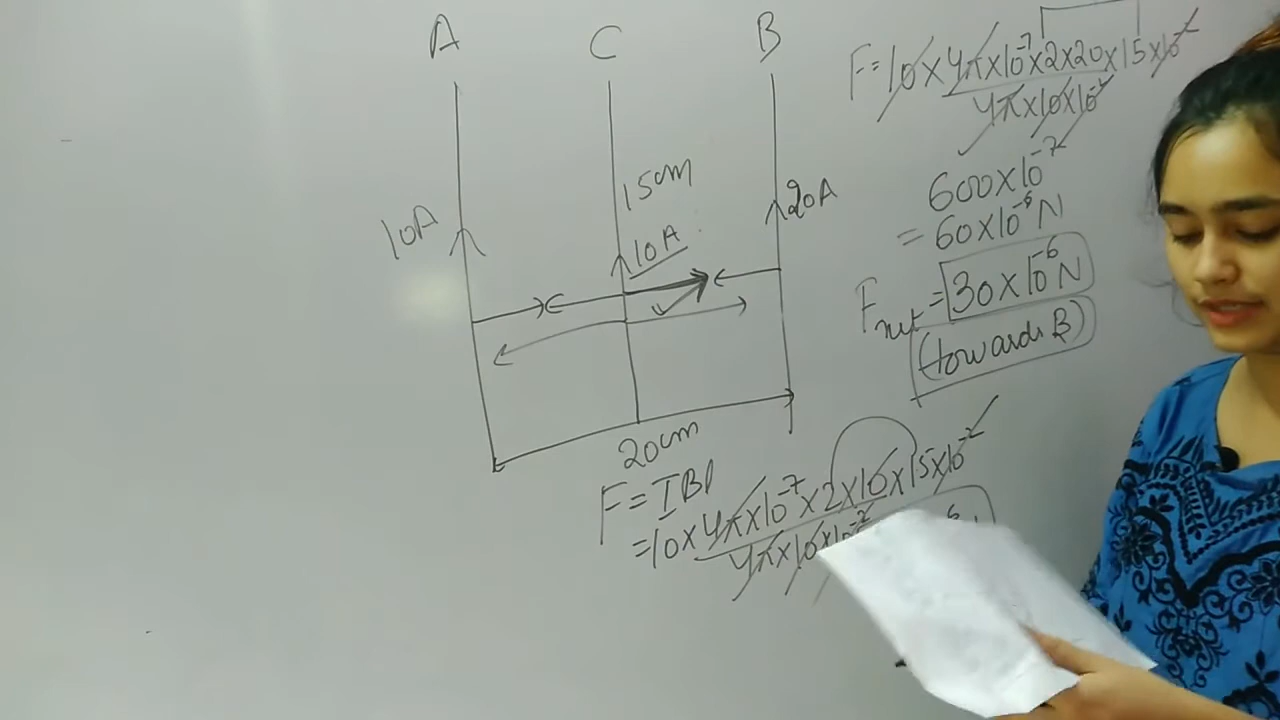 A C B
15cm
10A 10A 20A
20cm
F = IBl
= 10 × 4π × 10⁻⁷ × 2 × 10 × 15 × 10⁻²
4π × 10 × 10⁻²
F = 10 × 4π × 10⁻⁷ × 2 × 20 × 15 × 10⁻²
4π × 10 × 10⁻²
600 × 10⁻⁷
= 60 × 10⁻⁶ N
Fnet = 30 × 10⁻⁶ N
(towards B)